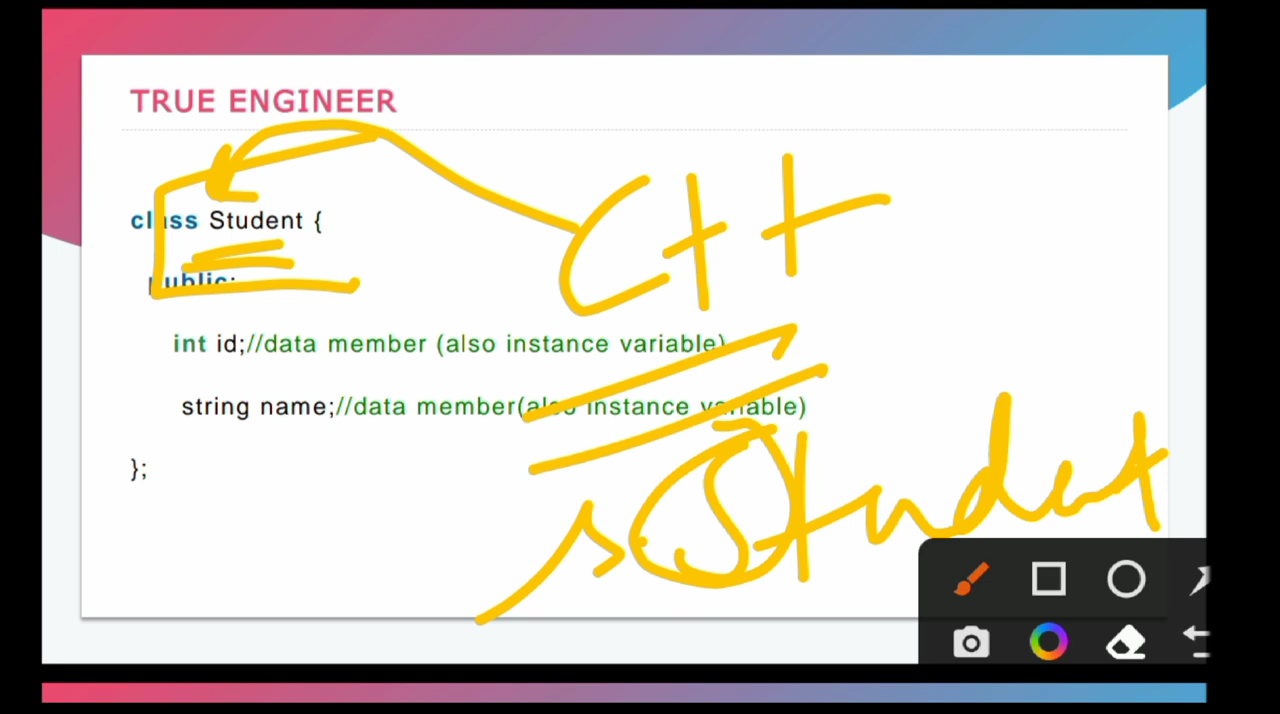 TRUE ENGINEER
class Student {
public:
C++
int id;//data member (also instance variable)
string name;//data member(also instance variable)
s Student
};